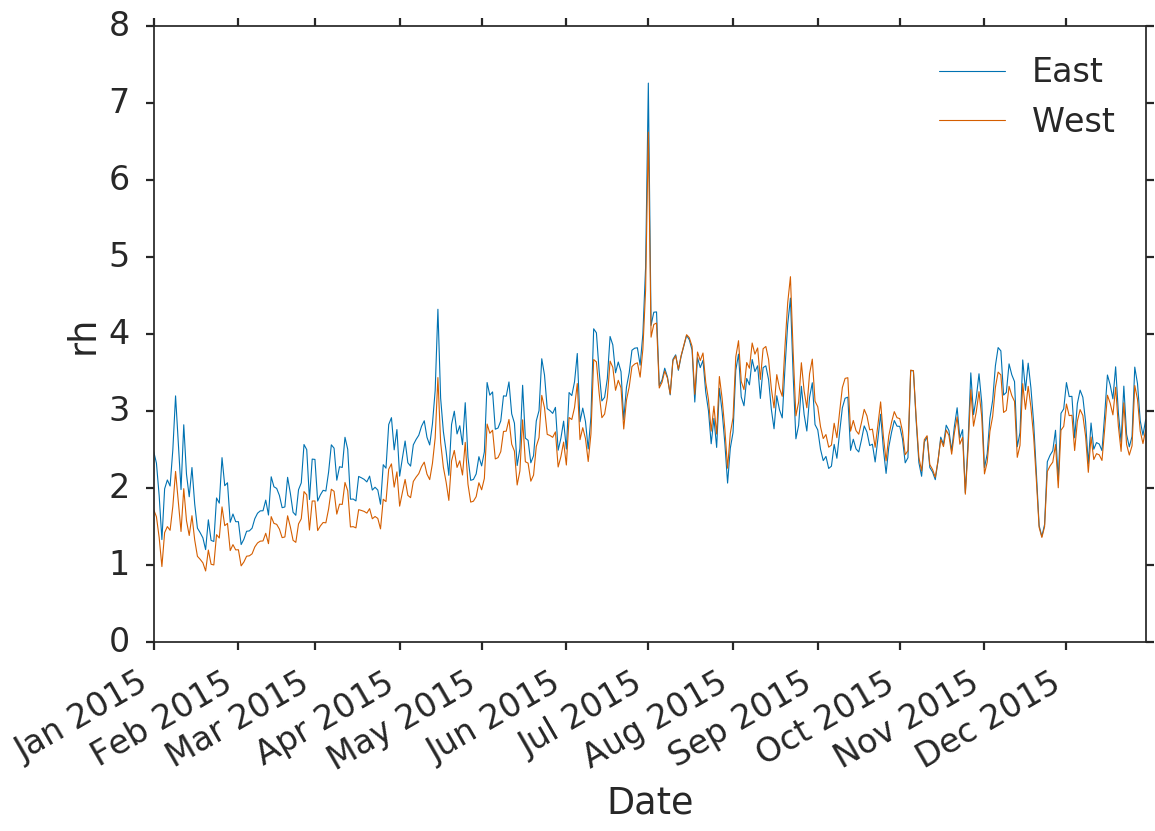 8
7
6
5
4
3
2
1
0
rh
East
West
Jan 2015
Feb 2015
Mar 2015
Apr 2015
May 2015
Jun 2015
Jul 2015
Aug 2015
Sep 2015
Oct 2015
Nov 2015
Dec 2015
Date